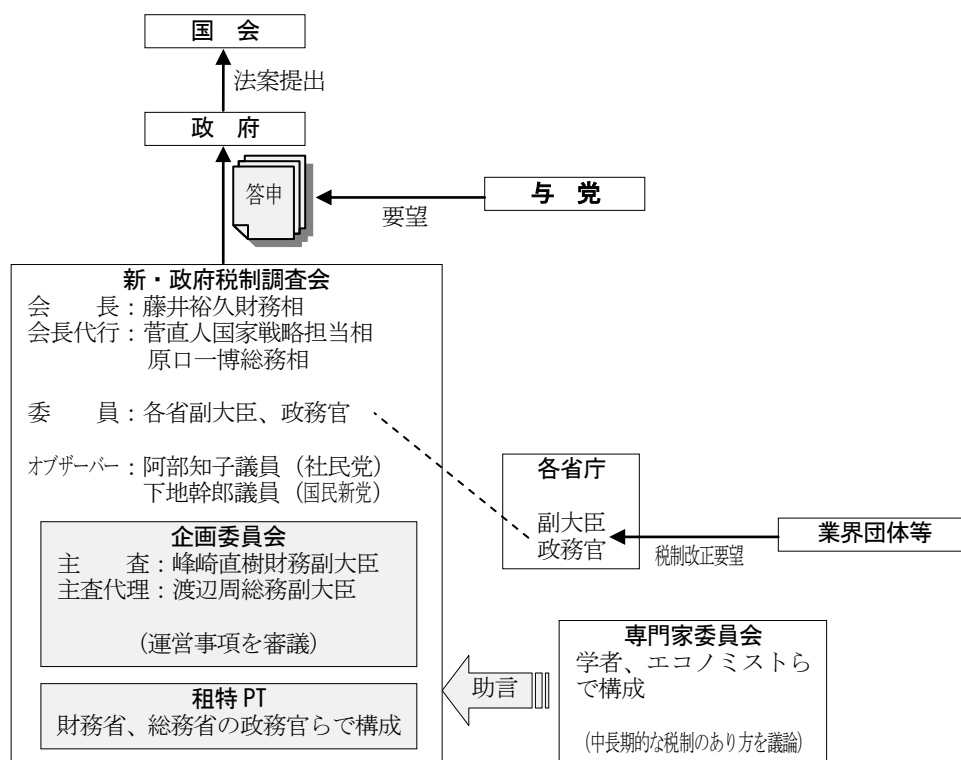 国 会
法案提出
政 府
答申
要望
与 党
新・政府税制調査会
会 長：藤井裕久財務相
会長代行：菅直人国家戦略担当相
原口一博総務相
委 員：各省副大臣、政務官
オブザーバー：阿部知子議員（社民党）
下地幹郎議員（国民新党）
企画委員会
主 査：峰崎直樹財務副大臣
主査代理：渡辺周総務副大臣
(運営事項を審議)
租特 PT
財務省、総務省の政務官らで構成
各省庁
副大臣
政務官
税制改正要望
業界団体等
助言
専門家委員会
学者、エコノミストら
で構成
(中長期的な税制のあり方を議論)